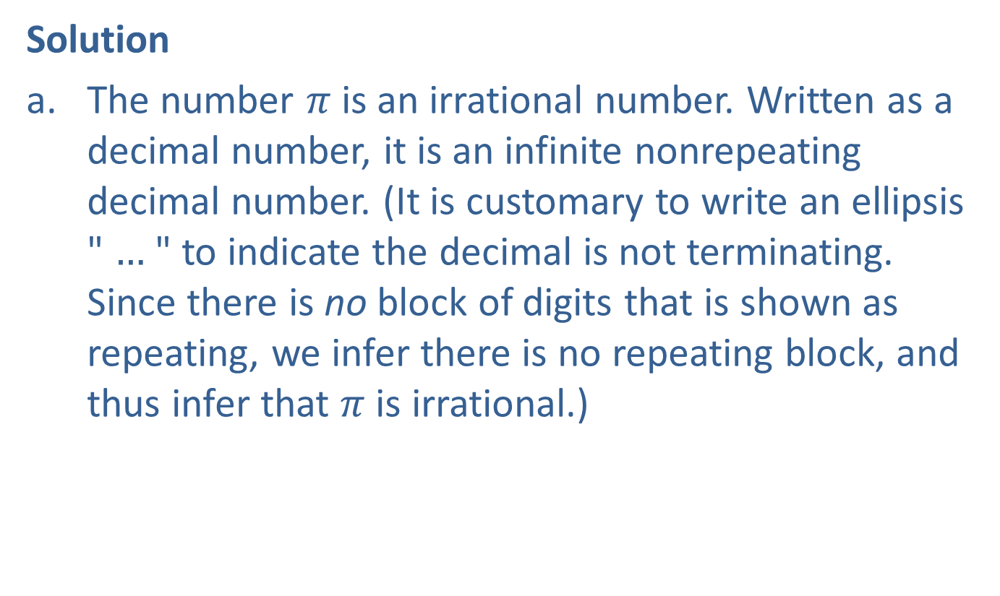 Solution
a. The number π is an irrational number. Written as a
decimal number, it is an infinite nonrepeating
decimal number. (It is customary to write an ellipsis
" ... " to indicate the decimal is not terminating.
Since there is no block of digits that is shown as
repeating, we infer there is no repeating block, and
thus infer that π is irrational.)